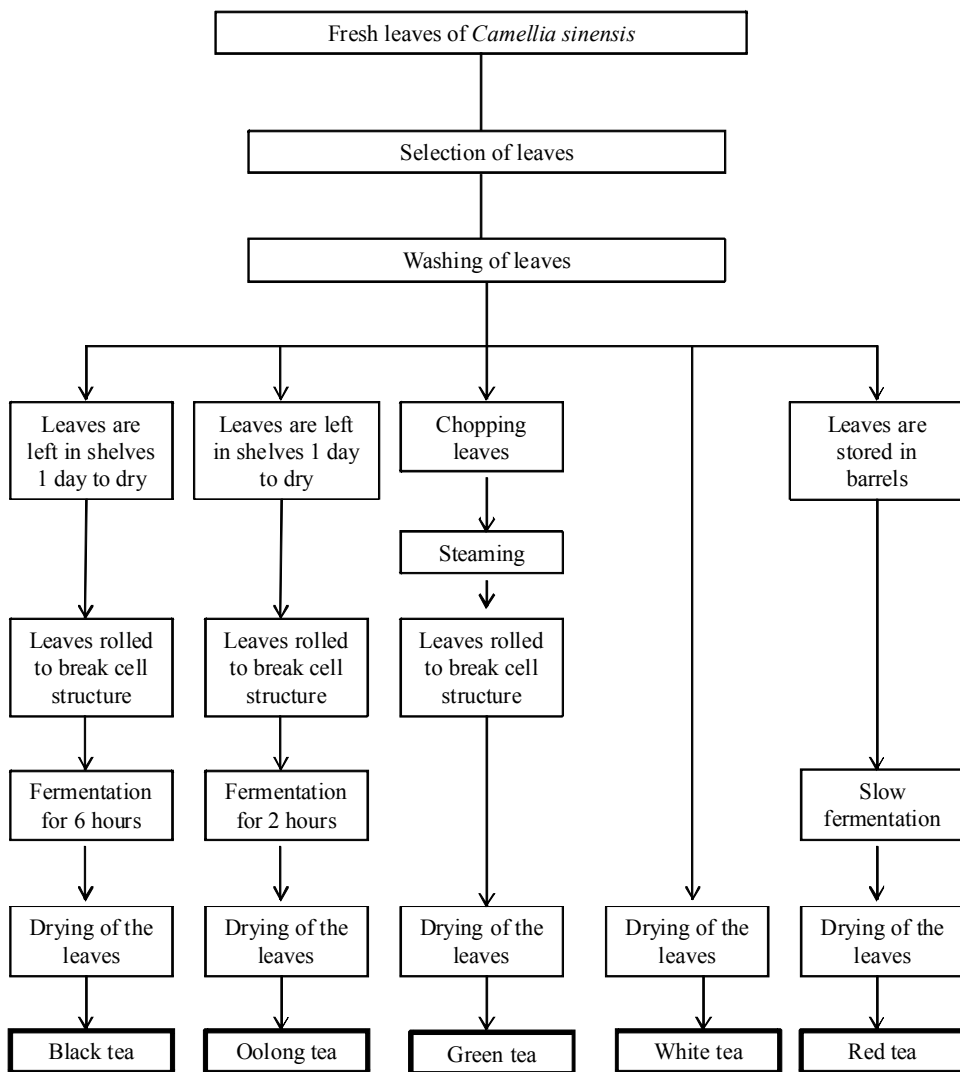 Fresh leaves of Camellia sinensis
Selection of leaves
Washing of leaves
Leaves are
left in shelves
1 day to dry
Leaves are left
in shelves 1 day
to dry
Chopping
leaves
Leaves are
stored in
barrels
Steaming
Leaves rolled
to break cell
structure
Leaves rolled
to break cell
structure
Leaves rolled
to break cell
structure
Fermentation
for 6 hours
Fermentation
for 2 hours
Slow
fermentation
Drying of the
leaves
Drying of the
leaves
Drying of the
leaves
Drying of the
leaves
Drying of the
leaves
Black tea
Oolong tea
Green tea
White tea
Red tea